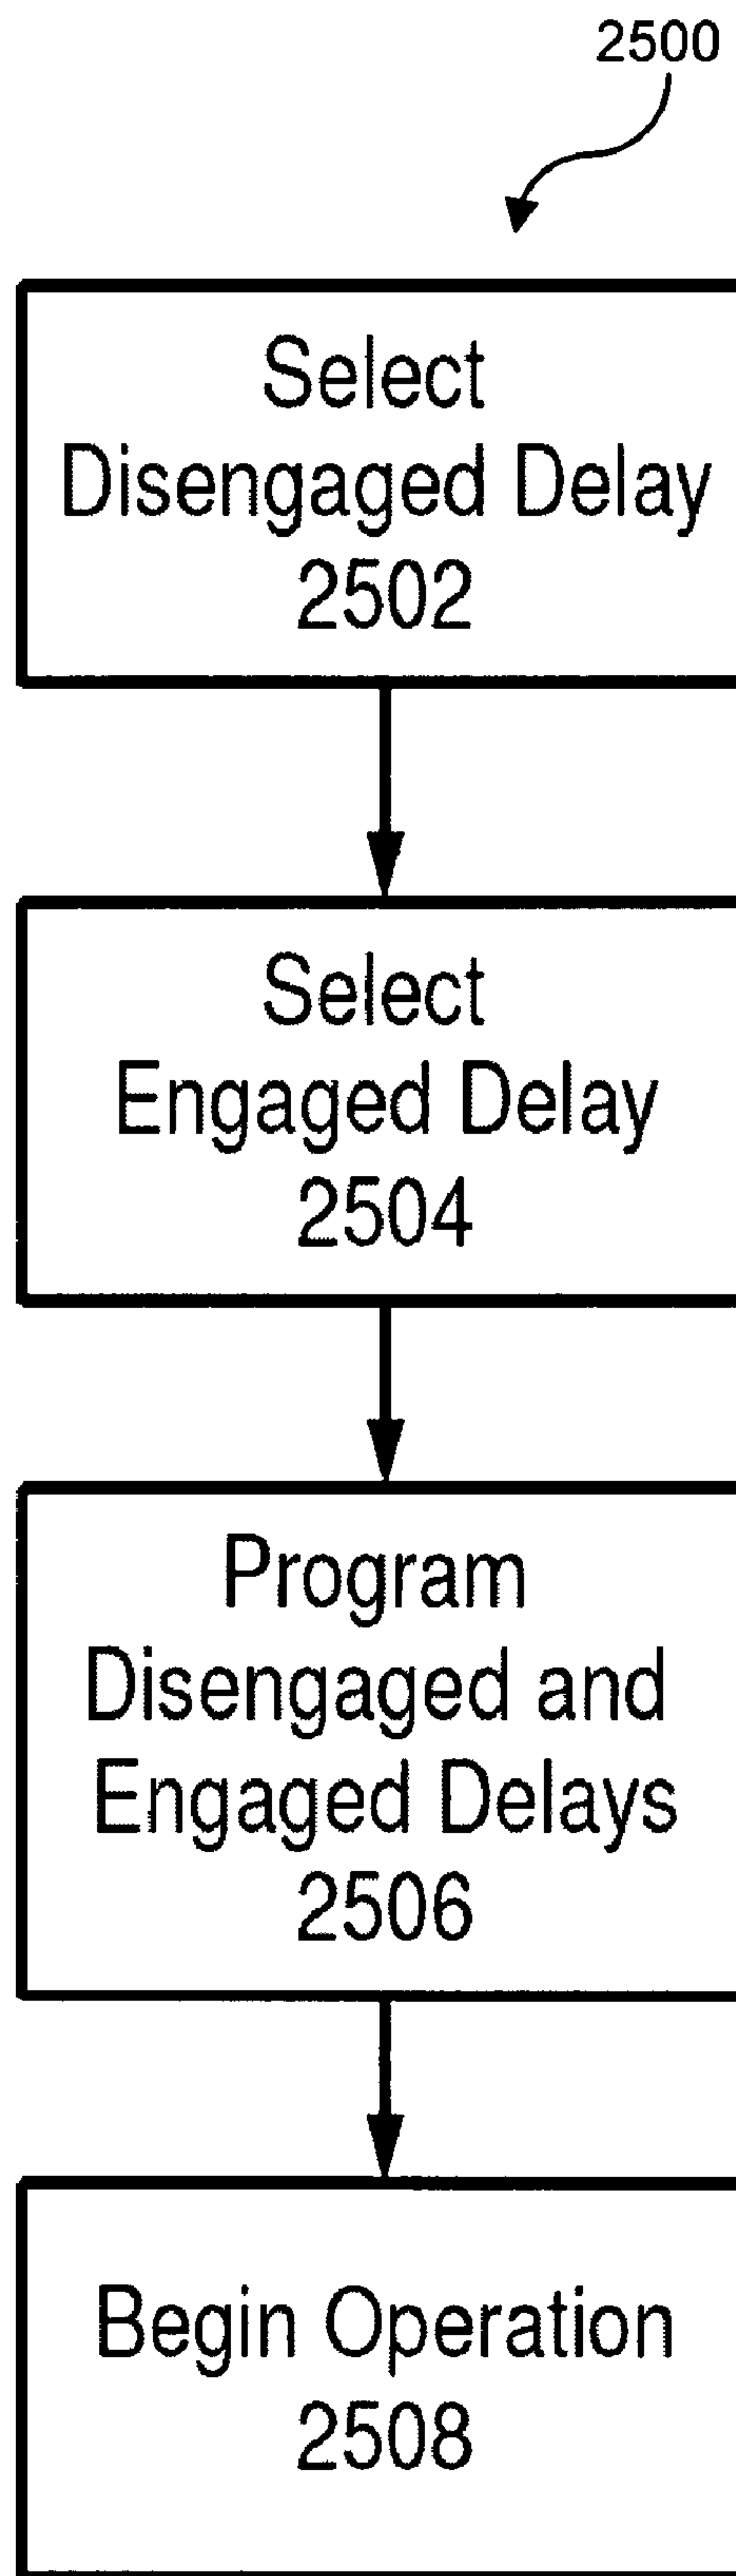 2500
Select
Disengaged Delay
2502
Select
Engaged Delay
2504
Program
Disengaged and
Engaged Delays
2506
Begin Operation
2508